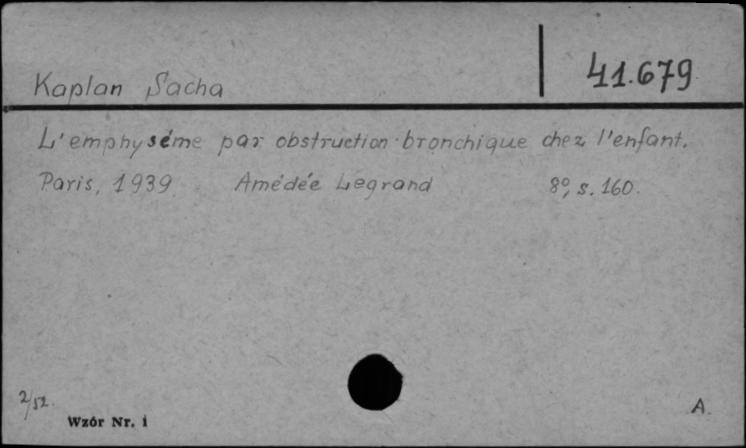 Kaplan Sacha 41.679
L'emphyséme par obstruction bronchique chez l'enfant.
Paris, 1939 Amédée Legrand 8°, s. 160.
2/52.
Wzór Nr. 1
A.